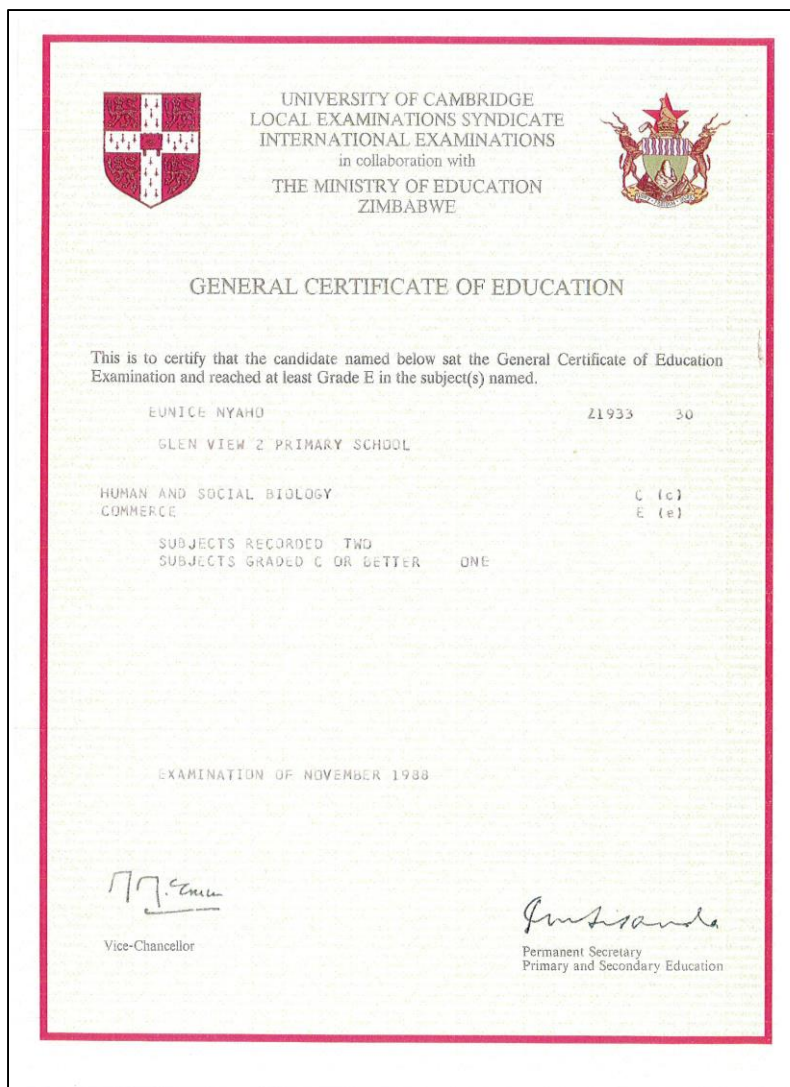 UNIVERSITY OF CAMBRIDGE
LOCAL EXAMINATIONS SYNDICATE
INTERNATIONAL EXAMINATIONS
in collaboration with
THE MINISTRY OF EDUCATION
ZIMBABWE
GENERAL CERTIFICATE OF EDUCATION
This is to certify that the candidate named below sat the General Certificate of Education
Examination and reached at least Grade E in the subject(s) named.
EUNICE NYAHO Z1933 30
GLEN VIEW 2 PRIMARY SCHOOL
HUMAN AND SOCIAL BIOLOGY C (c)
COMMERCE E (e)
SUBJECTS RECORDED TWO
SUBJECTS GRADED C OR BETTER ONE
EXAMINATION OF NOVEMBER 1988
Vice-Chancellor
Permanent Secretary
Primary and Secondary Education